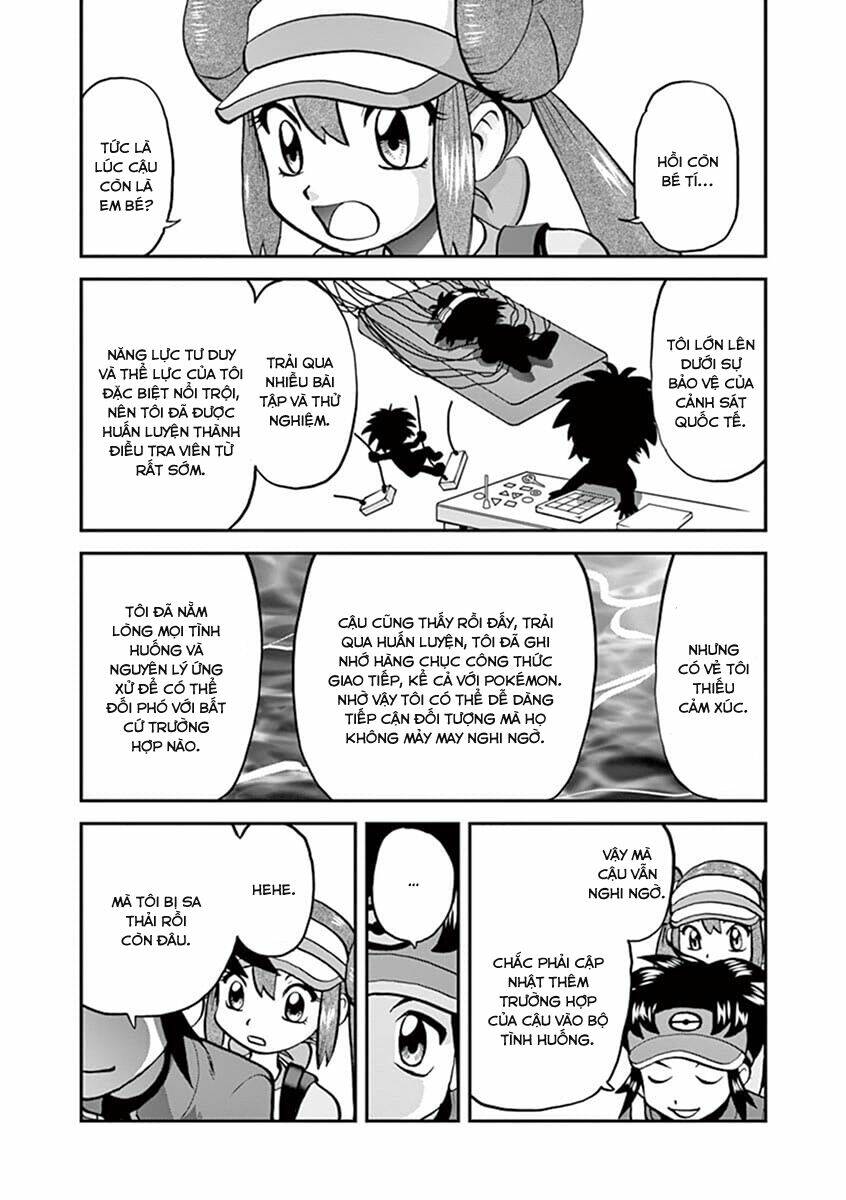 HỒI CÒN
BÉ TÍ...
TỨC LÀ
LÚC CẬU
CÒN LÀ
EM BÉ?
TÔI LỚN LÊN
DƯỚI SỰ
BẢO VỆ CỦA
CẢNH SÁT
QUỐC TẾ.
TRẢI QUA
NHIỀU BÀI
TẬP VÀ THỬ
NGHIỆM.
NĂNG LỰC TƯ DUY
VÀ THỂ LỰC CỦA TÔI
ĐẶC BIỆT NỔI TRỘI,
NÊN TÔI ĐÃ ĐƯỢC
HUẤN LUYỆN THÀNH
ĐIỀU TRA VIÊN TỪ
RẤT SỚM.
NHƯNG
CÓ VẺ TÔI
THIẾU
CẢM XÚC.
CẬU CŨNG THẤY RỒI ĐẤY, TRẢI
QUA HUẤN LUYỆN, TÔI ĐÃ GHI
NHỚ HÀNG CHỤC CÔNG THỨC
GIAO TIẾP, KỂ CẢ VỚI POKÉMON.
NHỜ VẬY TÔI CÓ THỂ DỄ DÀNG
TIẾP CẬN ĐỐI TƯỢNG MÀ HỌ
KHÔNG MẢY MAY NGHI NGỜ.
TÔI ĐÃ NẰM
LÒNG MỌI TÌNH
HUỐNG VÀ
NGUYÊN LÝ ỨNG
XỬ ĐỂ CÓ THỂ
ĐỐI PHÓ VỚI BẤT
CỨ TRƯỜNG
HỢP NÀO.
VẬY MÀ
CẬU VẪN
NGHI NGỜ.
CHẮC PHẢI CẬP
NHẬT THÊM
TRƯỜNG HỢP
CỦA CẬU VÀO BỘ
TÌNH HUỐNG.
...
HEHE.
MÀ TÔI BỊ SA
THẢI RỒI
CÒN ĐÂU.